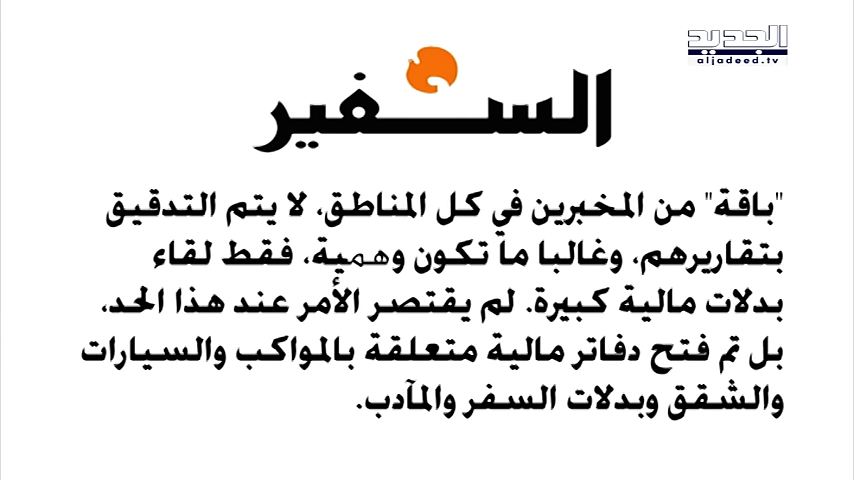 الجديد
aljadeed.tv
السفير
"باقة" من المخبرين في كل المناطق، لا يتم التدقيق
بتقاريرهم، وغالبا ما تكون وهمية، فقط لقاء
بدلات مالية كبيرة. لم يقتصر الأمر عند هذا الحد،
بل تم فتح دفاتر مالية متعلقة بالمواكب والسيارات
والشقق وبدلات السفر والمآدب.